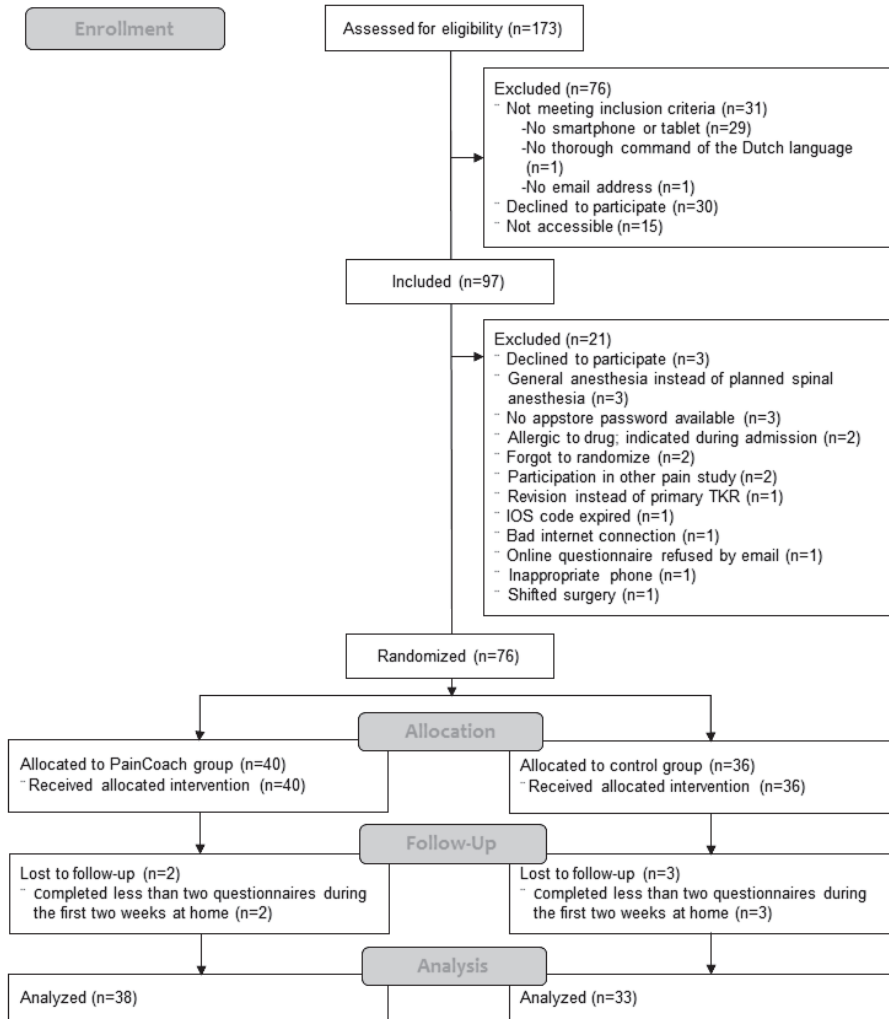 Enrollment
Assessed for eligibility (n=173)
Excluded (n=76)
¨ Not meeting inclusion criteria (n=31)
-No smartphone or tablet (n=29)
-No thorough command of the Dutch language
(n=1)
-No email address (n=1)
¨ Declined to participate (n=30)
¨ Not accessible (n=15)
Included (n=97)
Excluded (n=21)
¨ Declined to participate (n=3)
¨ General anesthesia instead of planned spinal
anesthesia (n=3)
¨ No appstore password available (n=3)
¨ Allergic to drug; indicated during admission (n=2)
¨ Forgot to randomize (n=2)
¨ Participation in other pain study (n=2)
¨ Revision instead of primary TKR (n=1)
¨ IOS code expired (n=1)
¨ Bad internet connection (n=1)
¨ Online questionnaire refused by email (n=1)
¨ Inappropriate phone (n=1)
¨ Shifted surgery (n=1)
Randomized (n=76)
Allocation
Allocated to PainCoach group (n=40)
¨ Received allocated intervention (n=40)
Allocated to control group (n=36)
¨ Received allocated intervention (n=36)
Follow-Up
Lost to follow-up (n=2)
¨ Completed less than two questionnaires during
the first two weeks at home (n=2)
Lost to follow-up (n=3)
¨ Completed less than two questionnaires during
the first two weeks at home (n=3)
Analysis
Analyzed (n=38)
Analyzed (n=33)